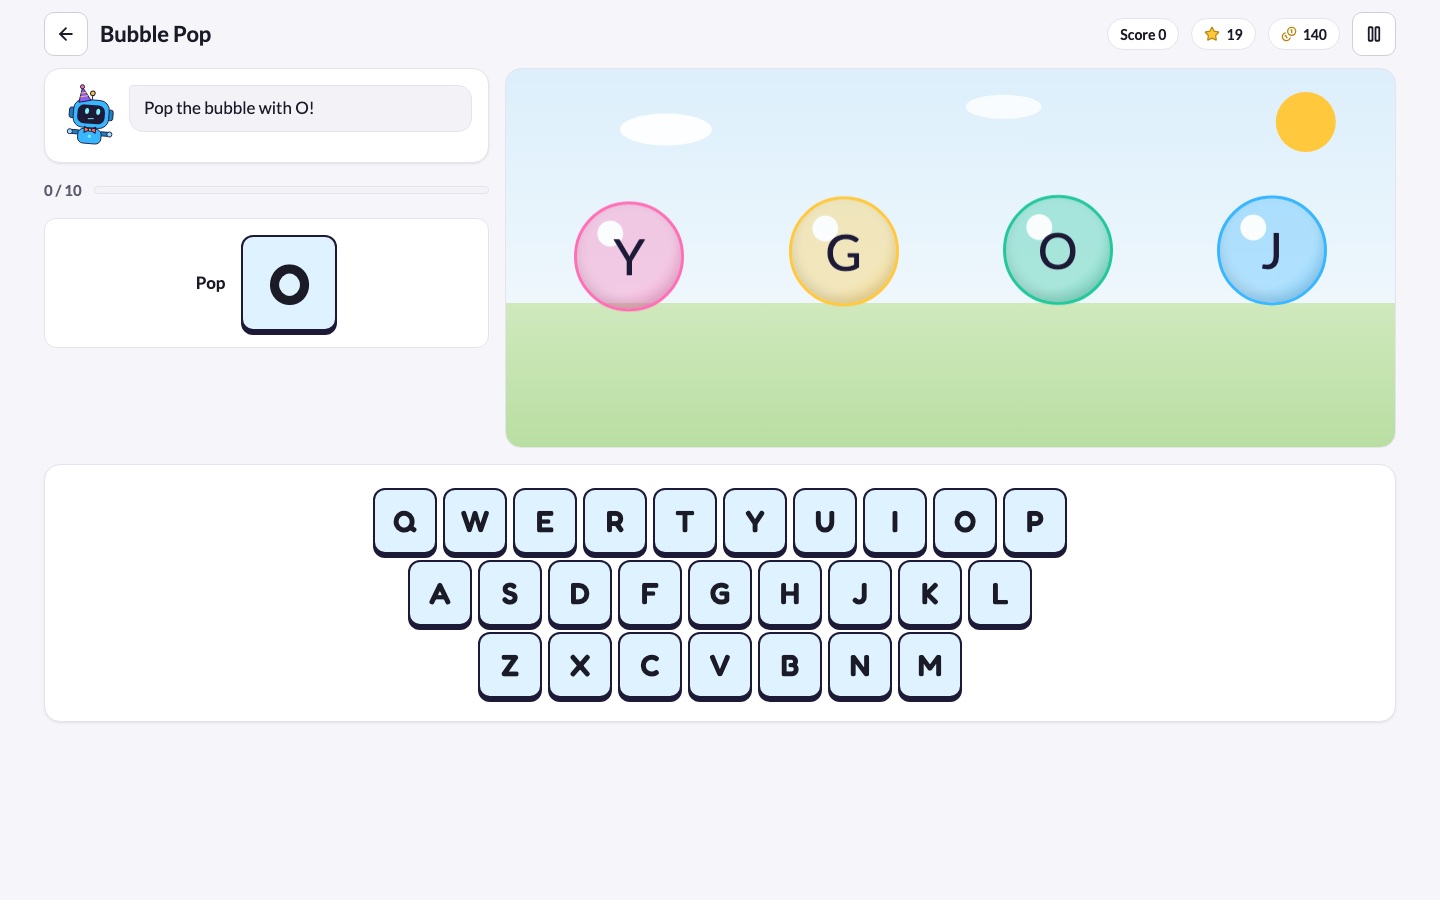 Bubble Pop
Score 0
19
140
Pop the bubble with O!
0 / 10
Pop
O
Y G O J
Q W E R T Y U I O P
A S D F G H J K L
Z X C V B N M